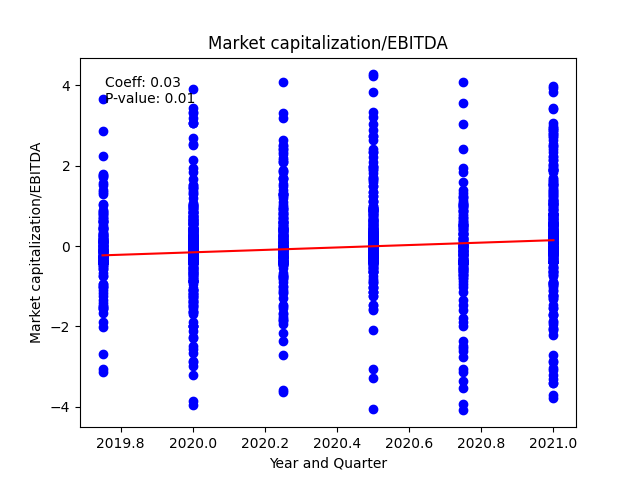 Market capitalization/EBITDA
Coeff: 0.03
P-value: 0.01
Market capitalization/EBITDA
4
2
0
−2
−4
2019.8 2020.0 2020.2 2020.4 2020.6 2020.8 2021.0
Year and Quarter